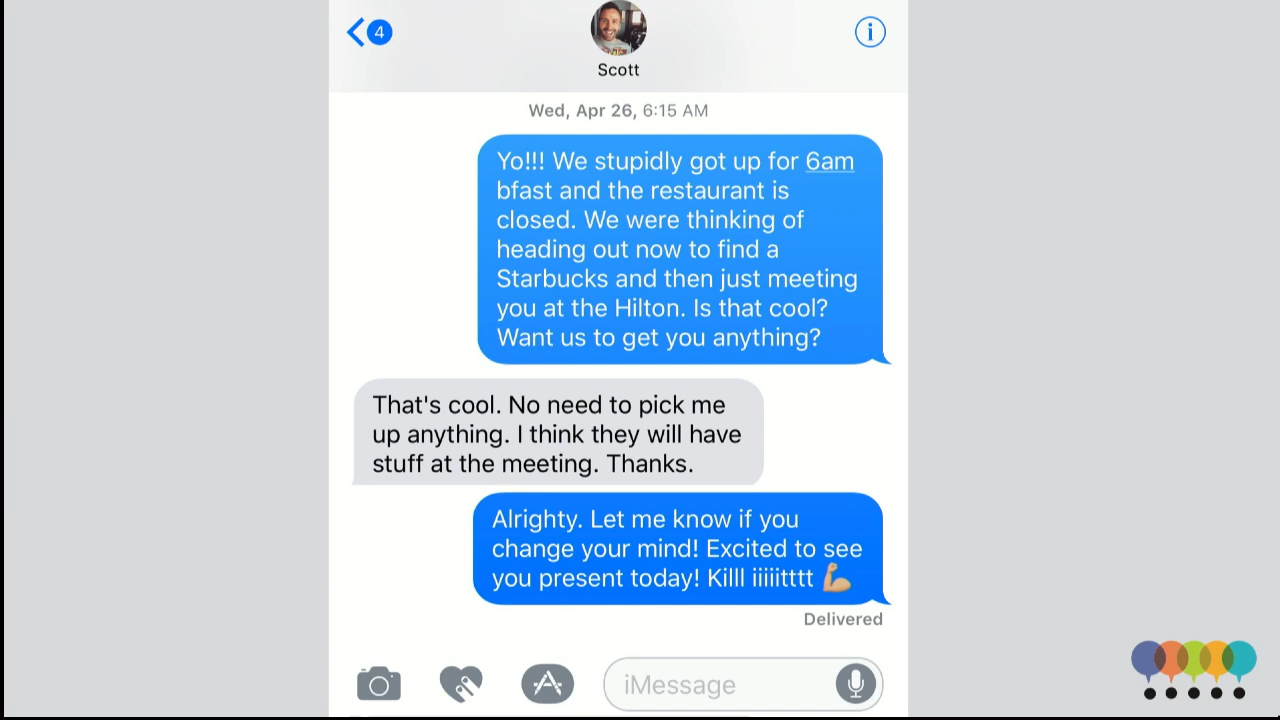 4
i
Scott
Wed, Apr 26, 6:15 AM
Yo!!! We stupidly got up for 6am
bfast and the restaurant is
closed. We were thinking of
heading out now to find a
Starbucks and then just meeting
you at the Hilton. Is that cool?
Want us to get you anything?
That's cool. No need to pick me
up anything. I think they will have
stuff at the meeting. Thanks.
Alrighty. Let me know if you
change your mind! Excited to see
you present today! Killl iiiiitttt 💪🏼
Delivered
iMessage